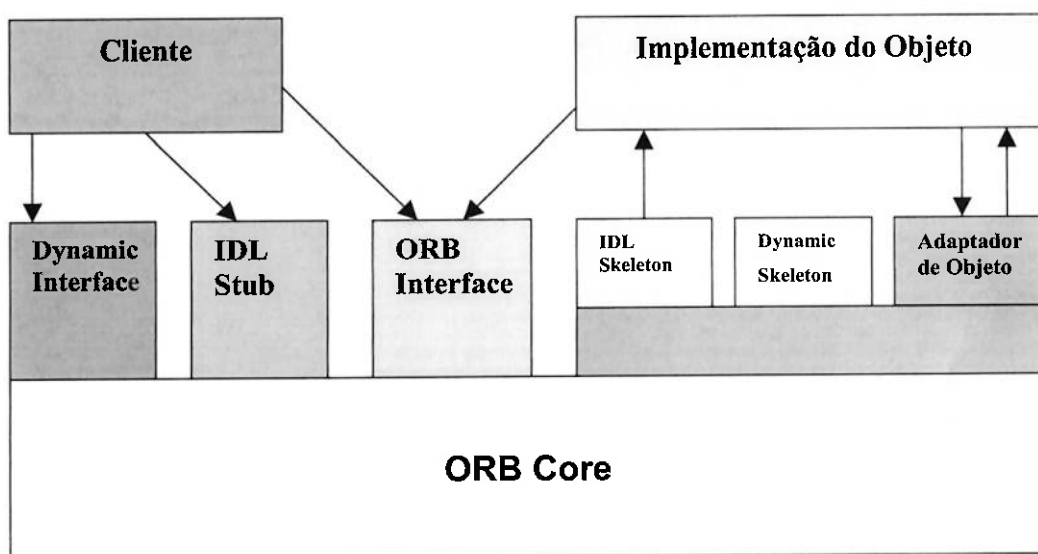 Cliente
Implementação do Objeto
Dynamic
Interface
IDL
Stub
ORB
Interface
IDL
Skeleton
Dynamic
Skeleton
Adaptador
de Objeto
ORB Core